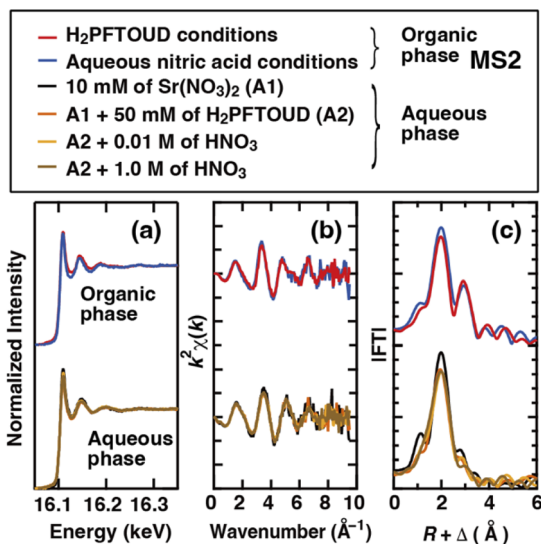 H₂PFTOUD conditions
Aqueous nitric acid conditions
Organic
phase MS2
10 mM of Sr(NO₃)₂ (A1)
A1 + 50 mM of H₂PFTOUD (A2)
A2 + 0.01 M of HNO₃
A2 + 1.0 M of HNO₃
Aqueous
phase
(a)
(b)
(c)
Normalized Intensity
Organic
phase
Aqueous
phase
16.1 16.2 16.3
Energy (keV)
k²χ(k)
0 2 4 6 8 10
Wavenumber (Å⁻¹)
|FT|
0 2 4 6
R + Δ (Å)